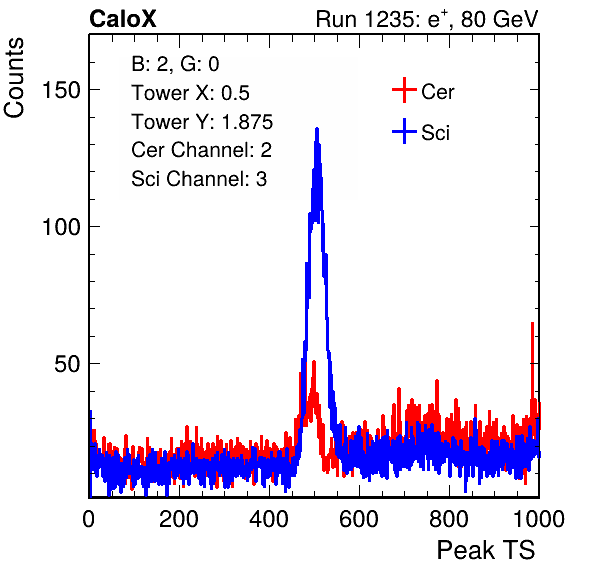 CaloX Run 1235: e⁺, 80 GeV
B: 2, G: 0
Tower X: 0.5
Tower Y: 1.875
Cer Channel: 2
Sci Channel: 3
Cer
Sci
Counts
150
100
50
0 200 400 600 800 1000
Peak TS